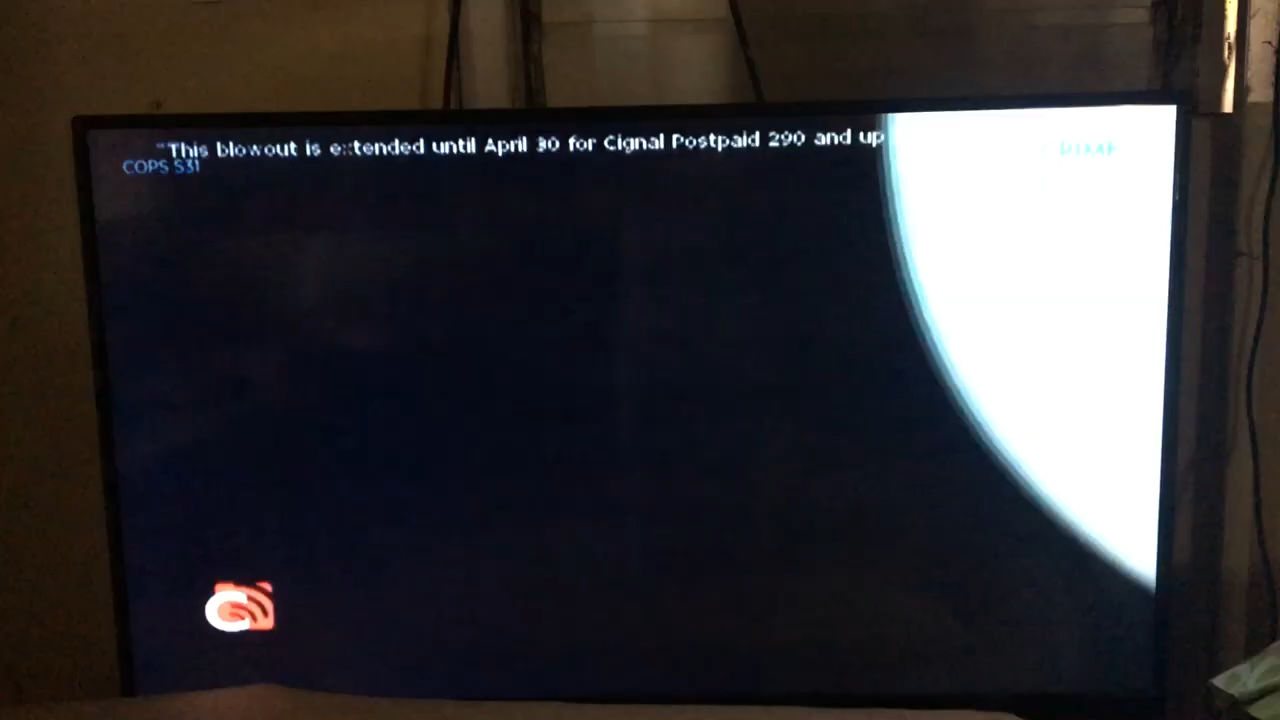 "This blowout is extended until April 30 for Cignal Postpaid 290 and up
COPS S31